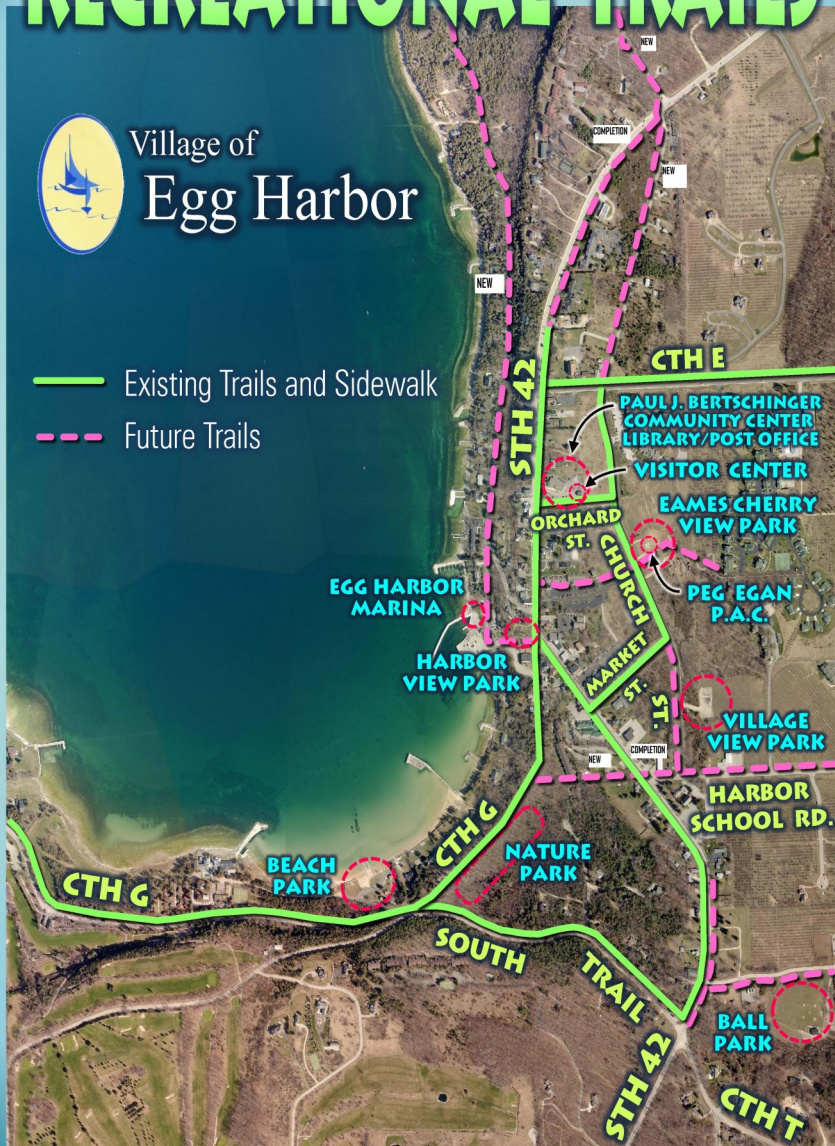 RECREATIONAL TRAILS
NEW
COMPLETION
Village of
Egg Harbor
NEW
NEW
Existing Trails and Sidewalk
Future Trails
STH 42
CTH E
PAUL J. BERTSCHINGER
COMMUNITY CENTER
LIBRARY/POST OFFICE
VISITOR CENTER
ORCHARD
ST.
EAMES CHERRY
VIEW PARK
CHURCH
ST.
PEG EGAN
P.A.C.
EGG HARBOR
MARINA
HARBOR
VIEW PARK
MARKET
ST.
VILLAGE
VIEW PARK
NEW
COMPLETION
HARBOR
SCHOOL RD.
CTH G
NATURE
PARK
BEACH
PARK
CTH G
SOUTH
TRAIL
BALL
PARK
STH 42
CTH T